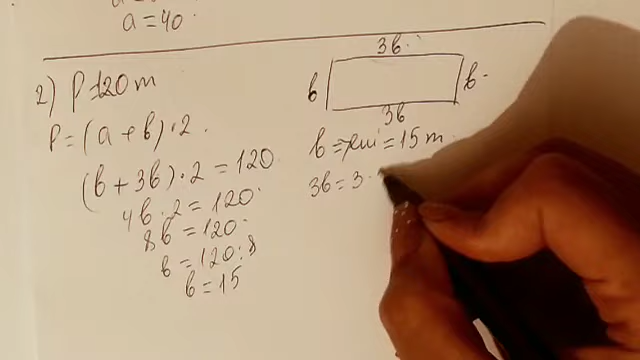 a = 40
2) P = 120 m
3b
b
b
3b
P = (a + b) · 2
(b + 3b) · 2 = 120
4b · 2 = 120
8b = 120
b = 120 : 8
b = 15
b = eni = 15 m
3b = 3 ·